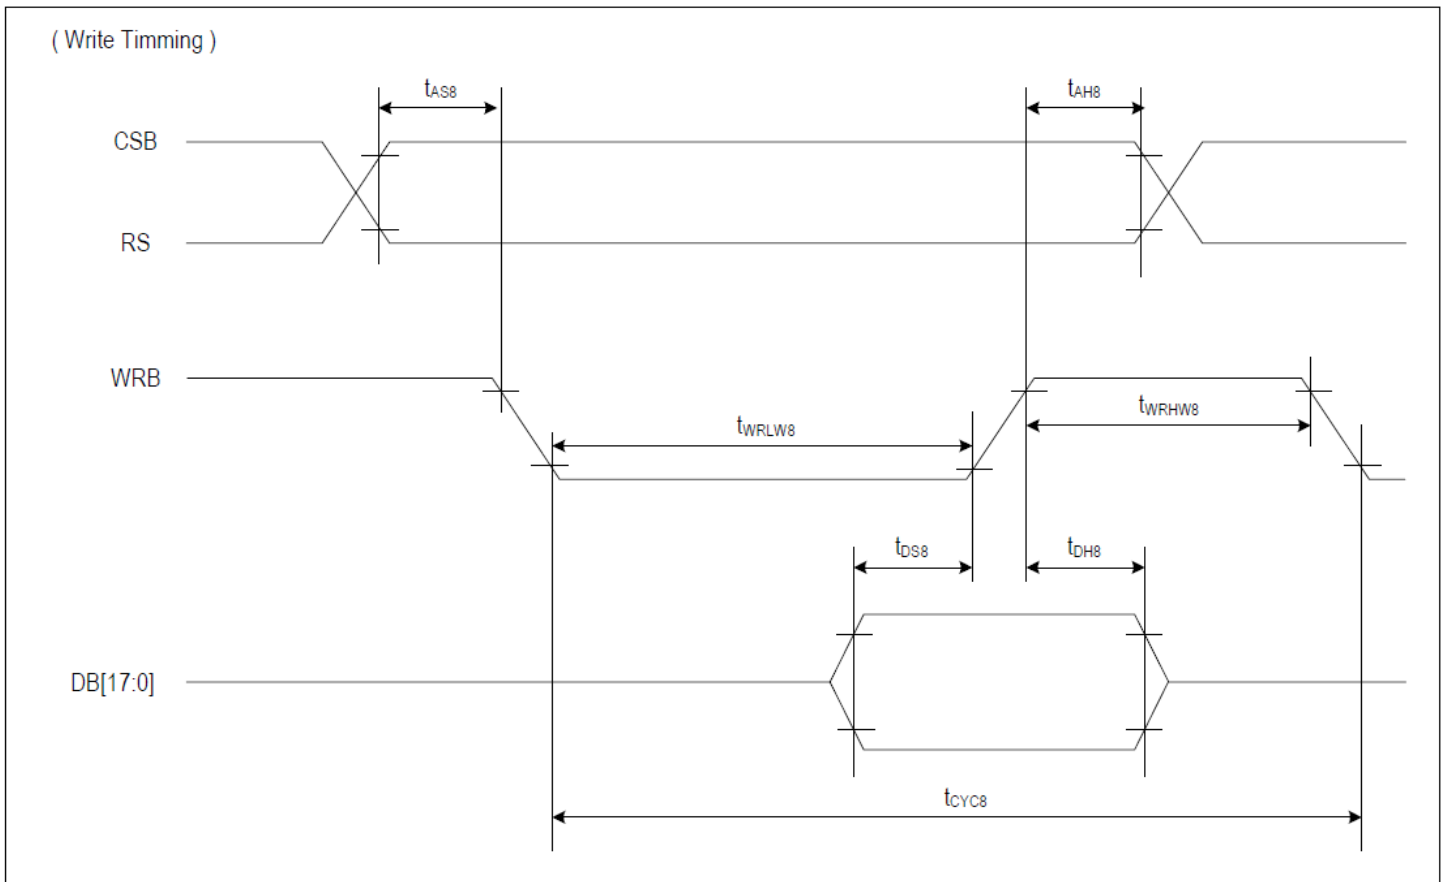 ( Write Timming )
tAS8
tAH8
CSB
RS
WRB
tWRHW8
tWRLW8
tDS8
tDH8
DB[17:0]
tCYC8